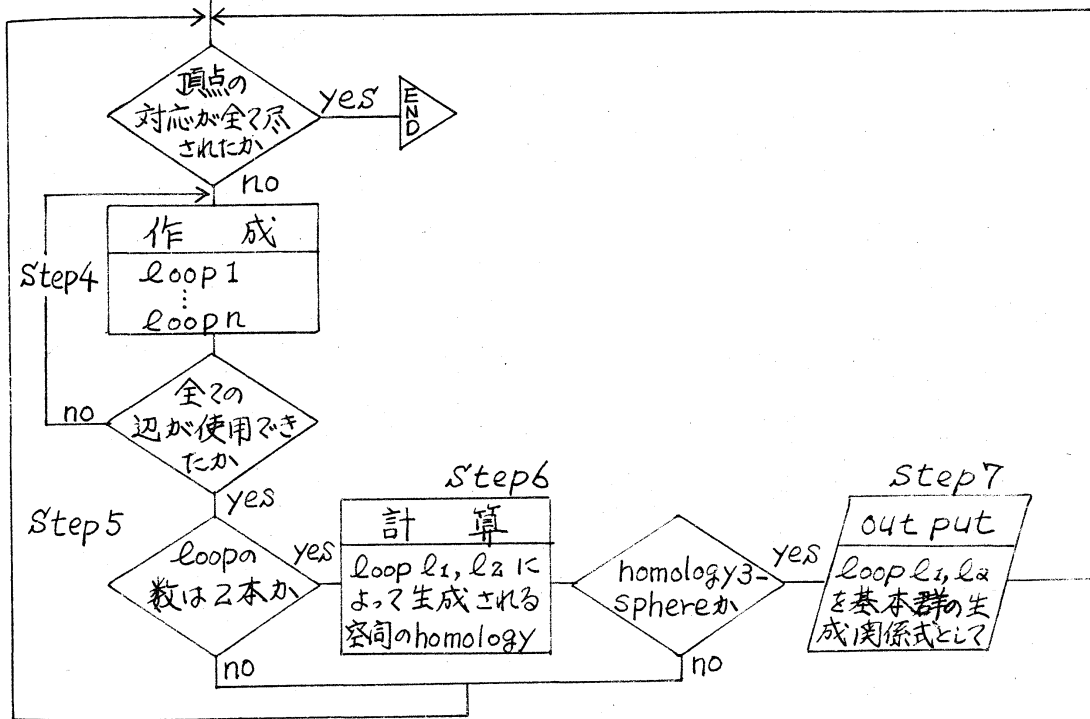 頂点の
対応が全て尽
されたか
yes
END
no
作 成
Step4
loop 1
⋮
loop n
全ての
辺が使用でき
たか
no
yes
Step5
loopの
数は2本か
yes
no
Step6
計 算
loop l1, l2 に
よって生成される
空间のhomology
homology3-
sphereか
yes
no
Step7
out put
loop l1, l2
を基本群の生
成関係式として